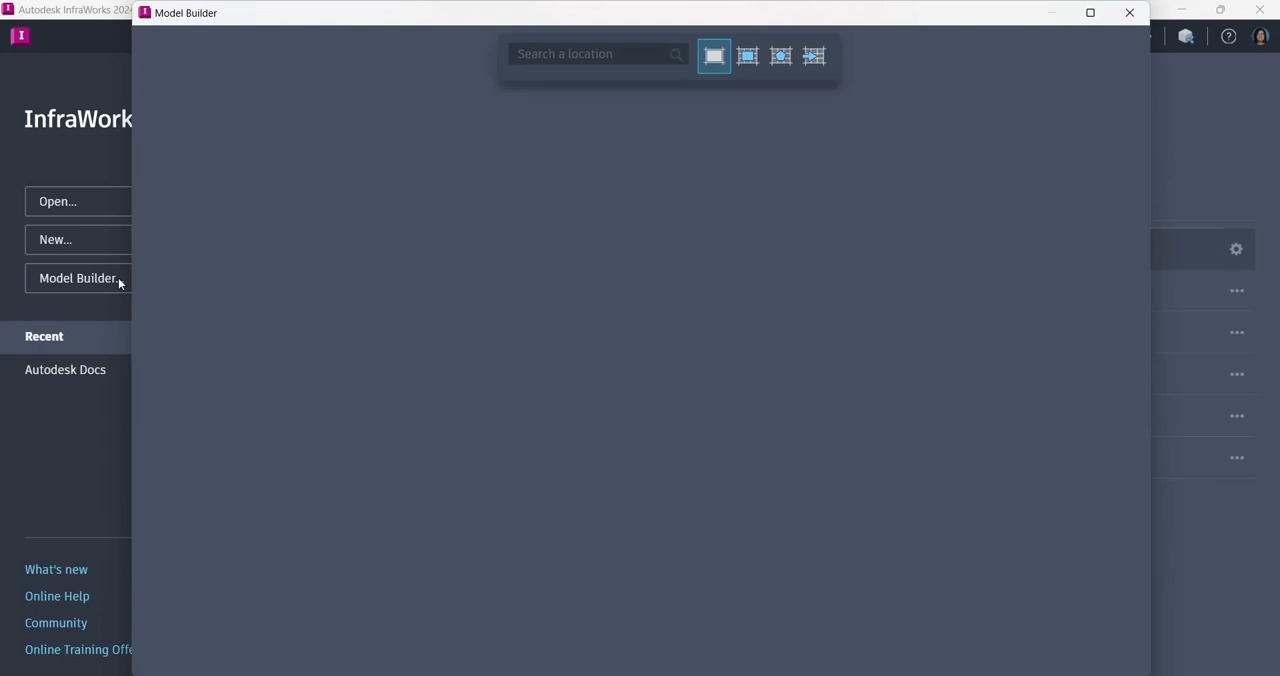 Autodesk InfraWorks 2024
Model Builder
Search a location
InfraWork
Open...
New...
Model Builder...
Recent
Autodesk Docs
What's new
Online Help
Community
Online Training Offe